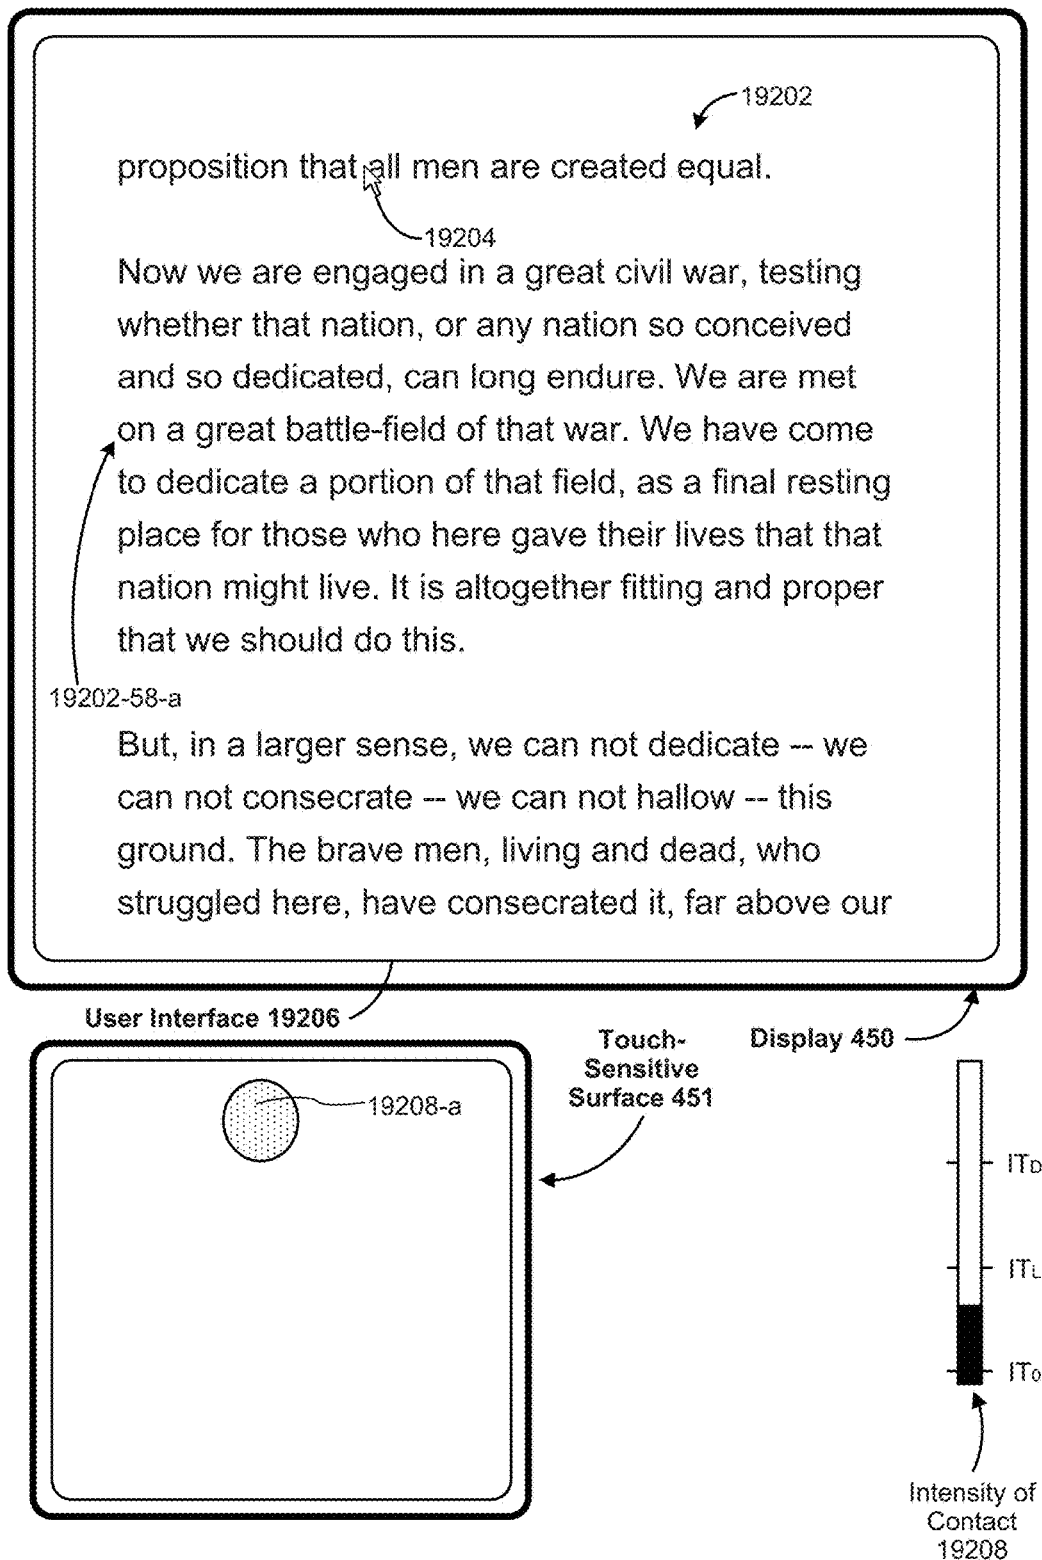 19202
proposition that all men are created equal.
19204
Now we are engaged in a great civil war, testing
whether that nation, or any nation so conceived
and so dedicated, can long endure. We are met
on a great battle-field of that war. We have come
to dedicate a portion of that field, as a final resting
place for those who here gave their lives that that
nation might live. It is altogether fitting and proper
that we should do this.
19202-58-a
But, in a larger sense, we can not dedicate -- we
can not consecrate -- we can not hallow -- this
ground. The brave men, living and dead, who
struggled here, have consecrated it, far above our
User Interface 19206
Display 450
Touch-
Sensitive
Surface 451
19208-a
ITD
ITL
IT0
Intensity of
Contact
19208